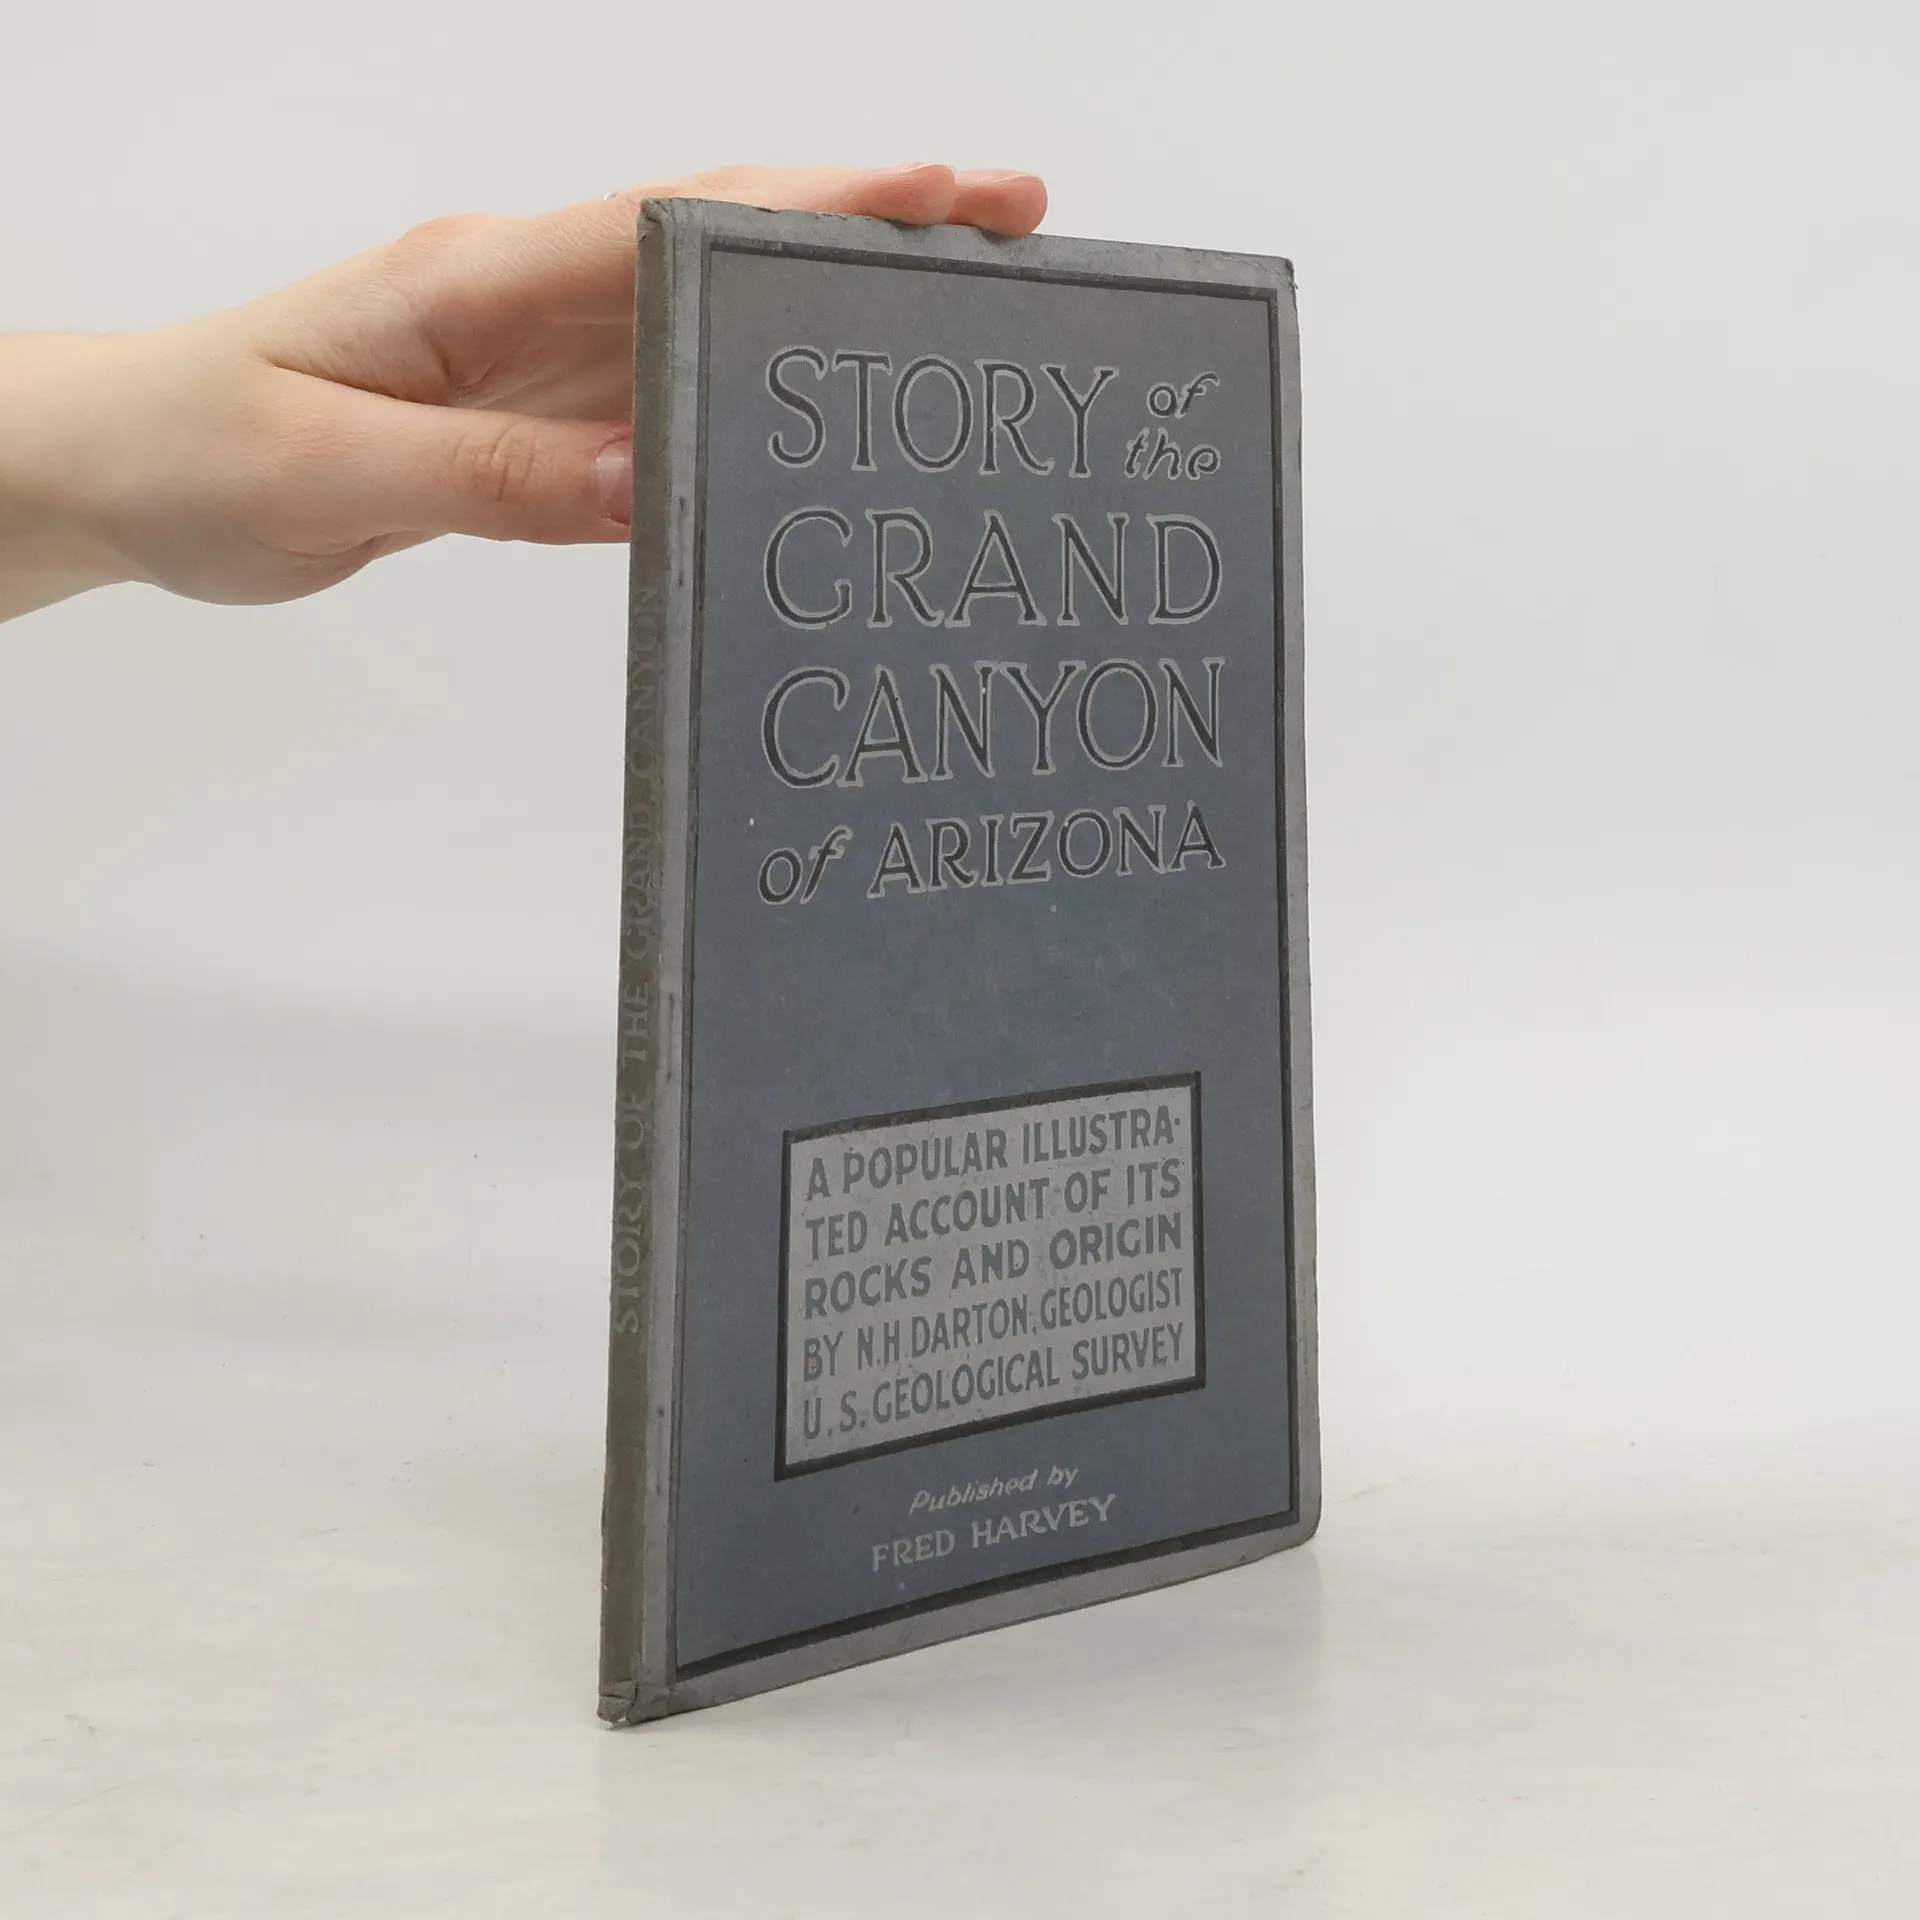 STORY of
the
GRAND
CANYON
of ARIZONA
A POPULAR ILLUSTRA-
TED ACCOUNT OF ITS
ROCKS AND ORIGIN
BY N.H DARTON, GEOLOGIST
U.S. GEOLOGICAL SURVEY
Published by
FRED HARVEY
STORY OF THE GRAND CANYON